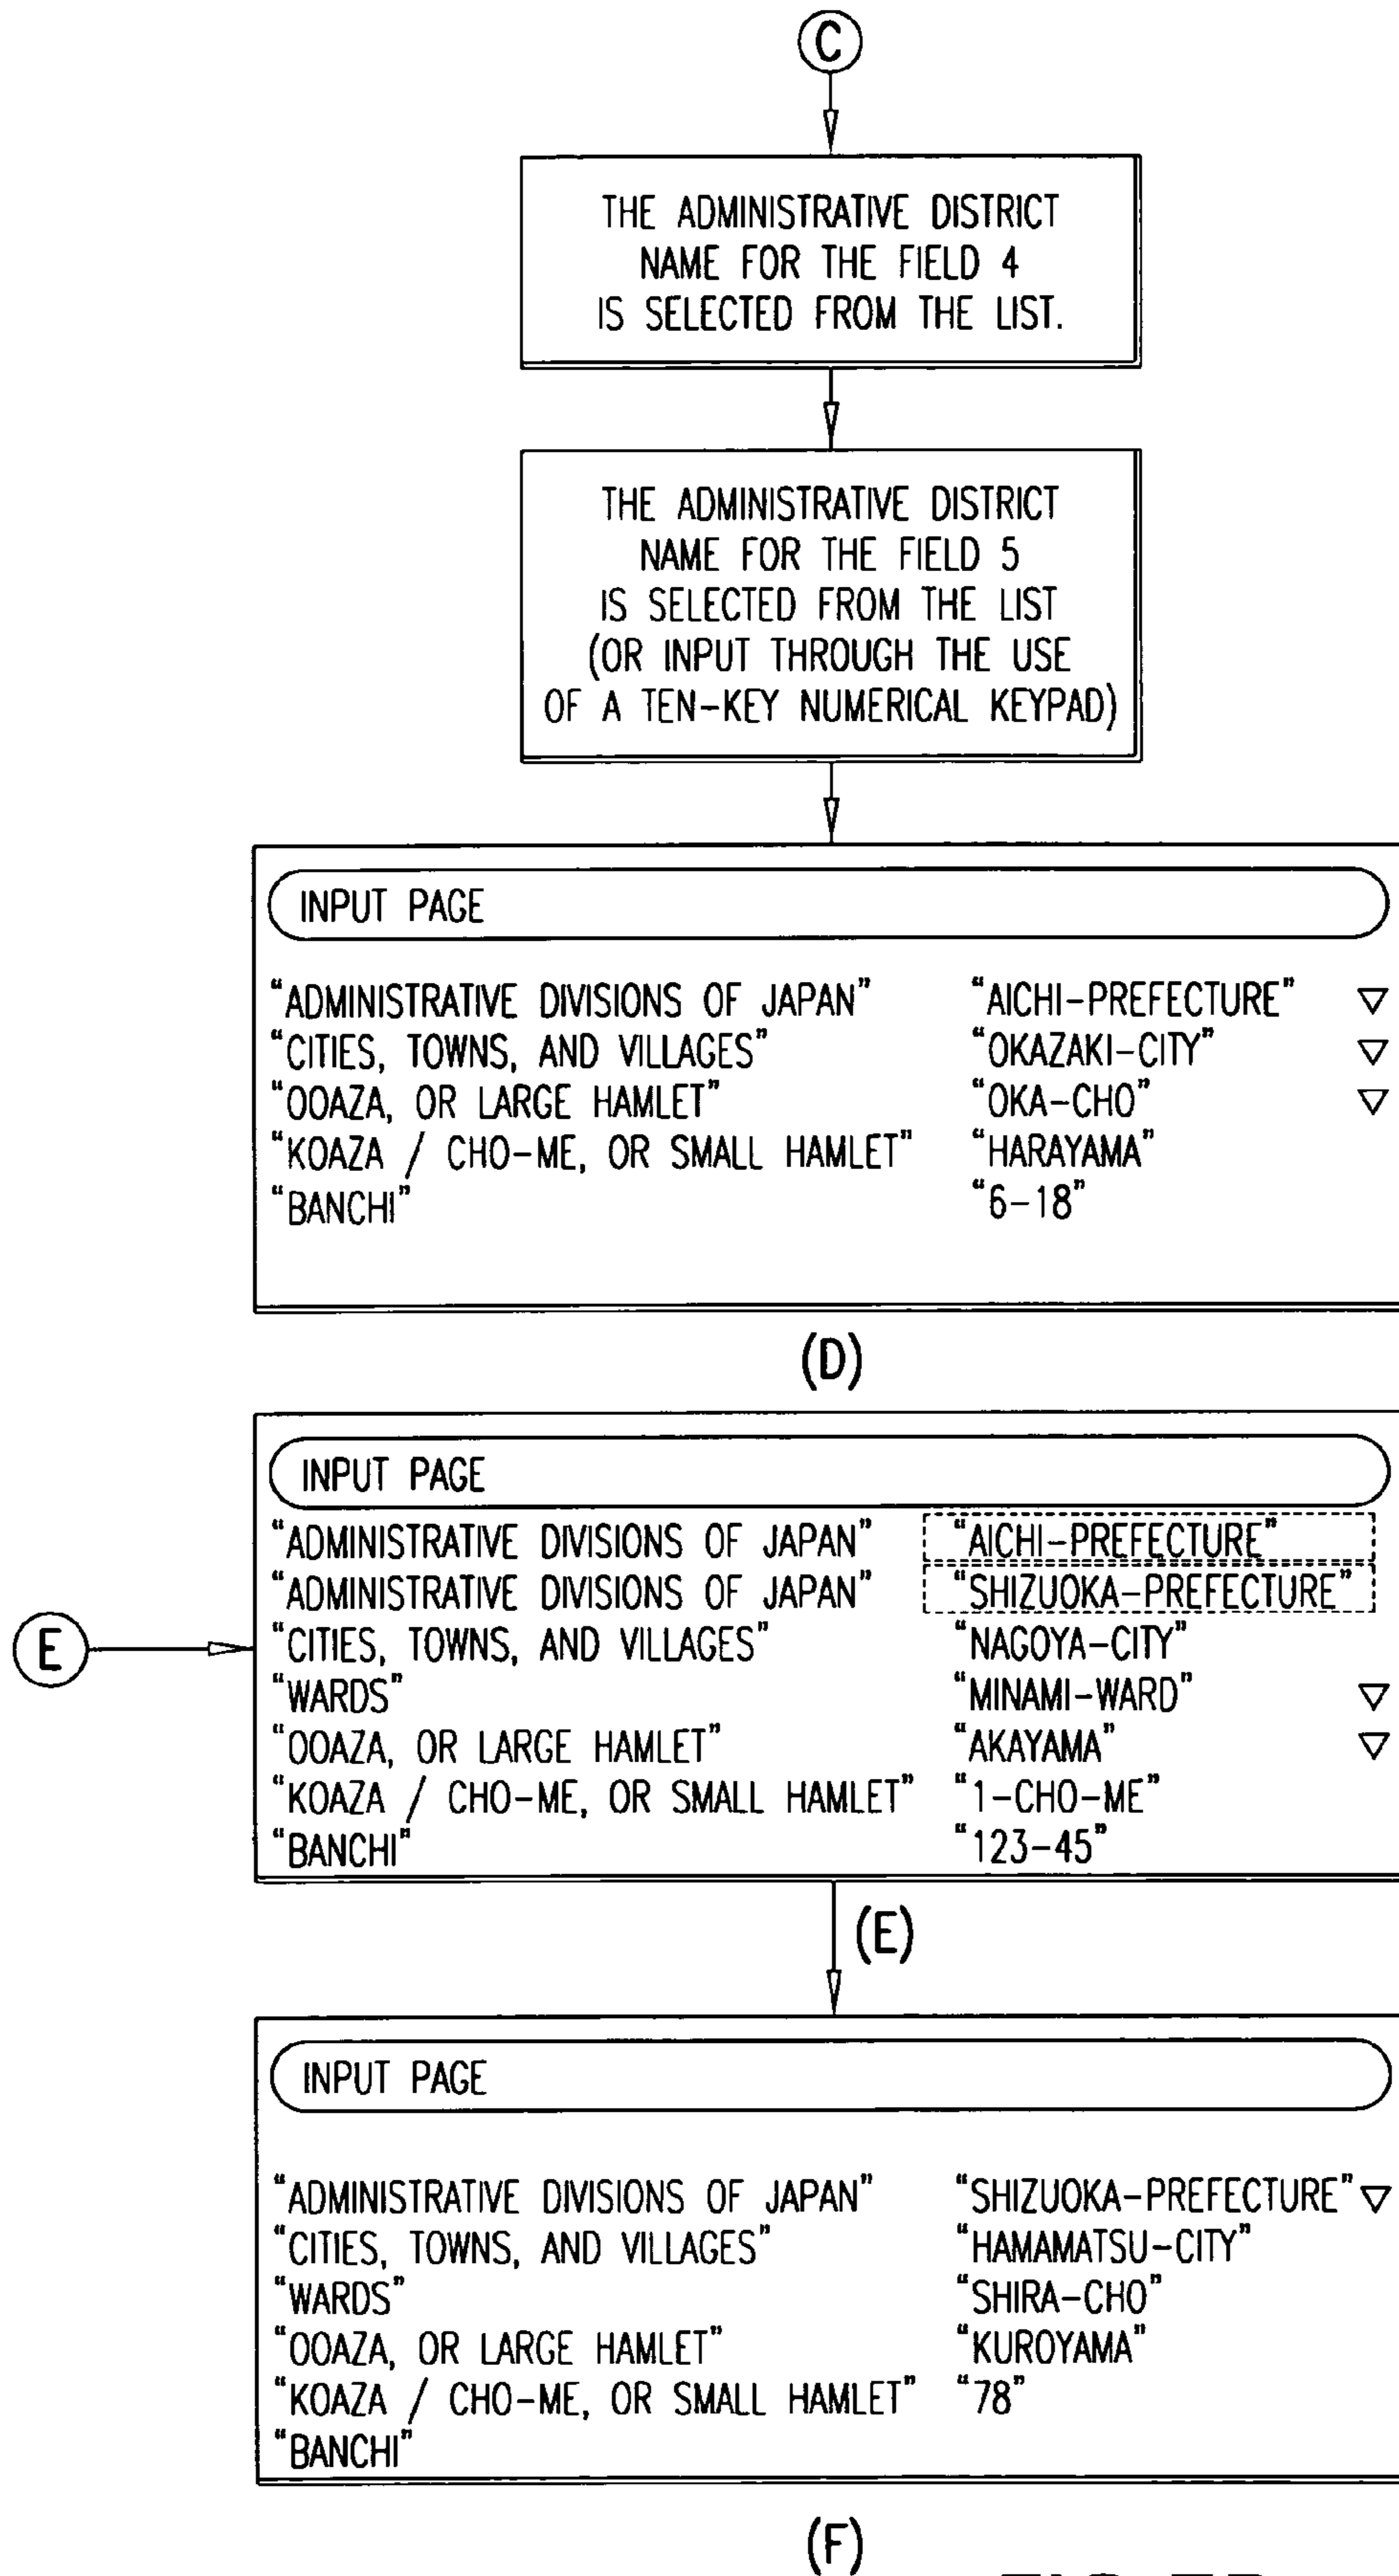 C
THE ADMINISTRATIVE DISTRICT
NAME FOR THE FIELD 4
IS SELECTED FROM THE LIST.
THE ADMINISTRATIVE DISTRICT
NAME FOR THE FIELD 5
IS SELECTED FROM THE LIST
(OR INPUT THROUGH THE USE
OF A TEN-KEY NUMERICAL KEYPAD)
INPUT PAGE
“ADMINISTRATIVE DIVISIONS OF JAPAN” “AICHI-PREFECTURE” ▽
“CITIES, TOWNS, AND VILLAGES” “OKAZAKI-CITY” ▽
“OOAZA, OR LARGE HAMLET” “OKA-CHO” ▽
“KOAZA / CHO-ME, OR SMALL HAMLET” “HARAYAMA”
“BANCHI” “6-18”
(D)
INPUT PAGE
“ADMINISTRATIVE DIVISIONS OF JAPAN” “AICHI-PREFECTURE”
“ADMINISTRATIVE DIVISIONS OF JAPAN” “SHIZUOKA-PREFECTURE”
E
“CITIES, TOWNS, AND VILLAGES” “NAGOYA-CITY”
“WARDS” “MINAMI-WARD” ▽
“OOAZA, OR LARGE HAMLET” “AKAYAMA” ▽
“KOAZA / CHO-ME, OR SMALL HAMLET” “1-CHO-ME”
“BANCHI” “123-45”
(E)
INPUT PAGE
“ADMINISTRATIVE DIVISIONS OF JAPAN” “SHIZUOKA-PREFECTURE” ▽
“CITIES, TOWNS, AND VILLAGES” “HAMAMATSU-CITY”
“WARDS” “SHIRA-CHO”
“OOAZA, OR LARGE HAMLET” “KUROYAMA”
“KOAZA / CHO-ME, OR SMALL HAMLET” “78”
“BANCHI”
(F)